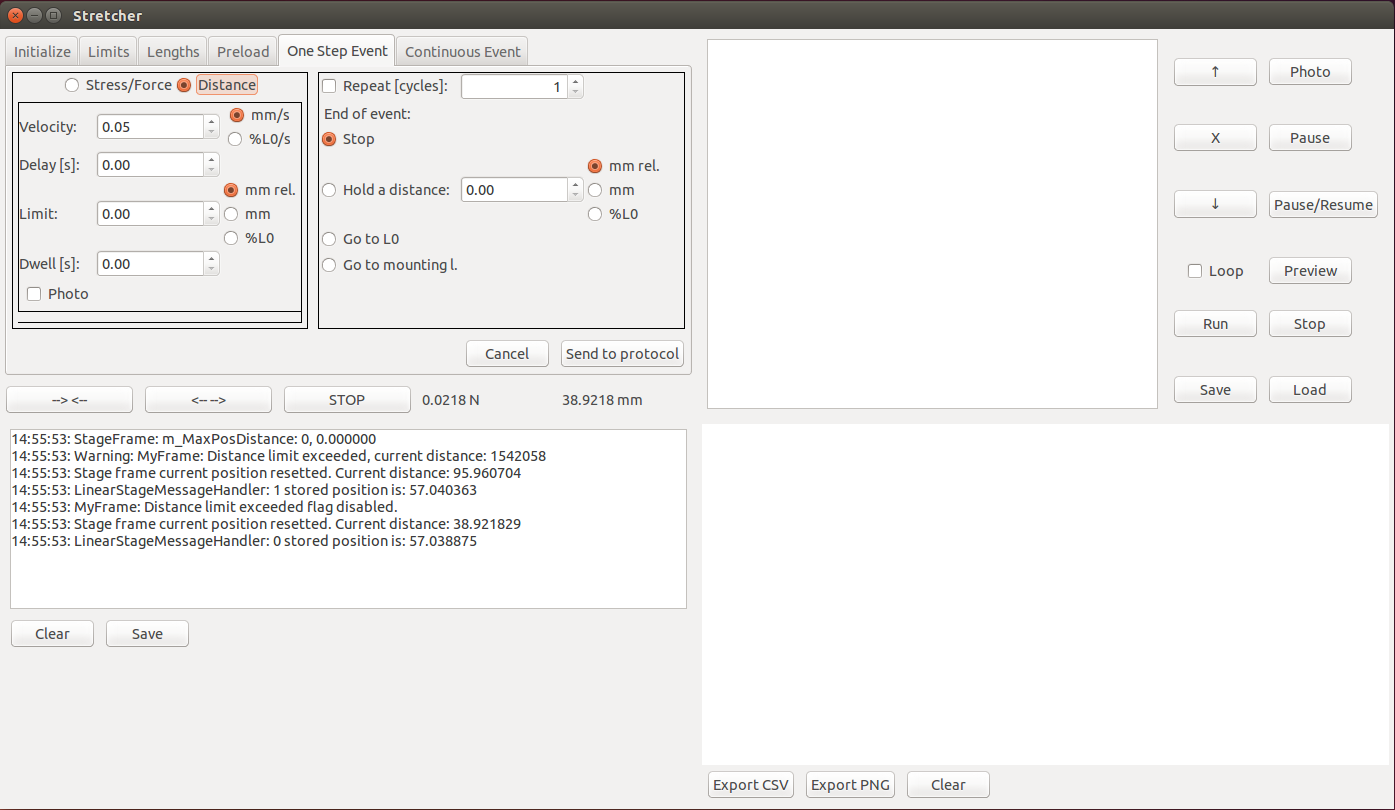 Stretcher
Initialize Limits Lengths Preload One Step Event Continuous Event
Stress/Force Distance
Velocity: 0.05 mm/s
%L0/s
Delay [s]: 0.00
mm rel.
Limit: 0.00 mm
%L0
Dwell [s]: 0.00
Photo
Repeat [cycles]: 1
End of event:
Stop
mm rel.
Hold a distance: 0.00 mm
%L0
Go to L0
Go to mounting l.
Cancel Send to protocol
--> <-- <-- --> STOP 0.0218 N 38.9218 mm
14:55:53: StageFrame: m_MaxPosDistance: 0, 0.000000
14:55:53: Warning: MyFrame: Distance limit exceeded, current distance: 1542058
14:55:53: Stage frame current position resetted. Current distance: 95.960704
14:55:53: LinearStageMessageHandler: 1 stored position is: 57.040363
14:55:53: MyFrame: Distance limit exceeded flag disabled.
14:55:53: Stage frame current position resetted. Current distance: 38.921829
14:55:53: LinearStageMessageHandler: 0 stored position is: 57.038875
Clear Save
↑ Photo
X Pause
↓ Pause/Resume
Loop Preview
Run Stop
Save Load
Export CSV Export PNG Clear